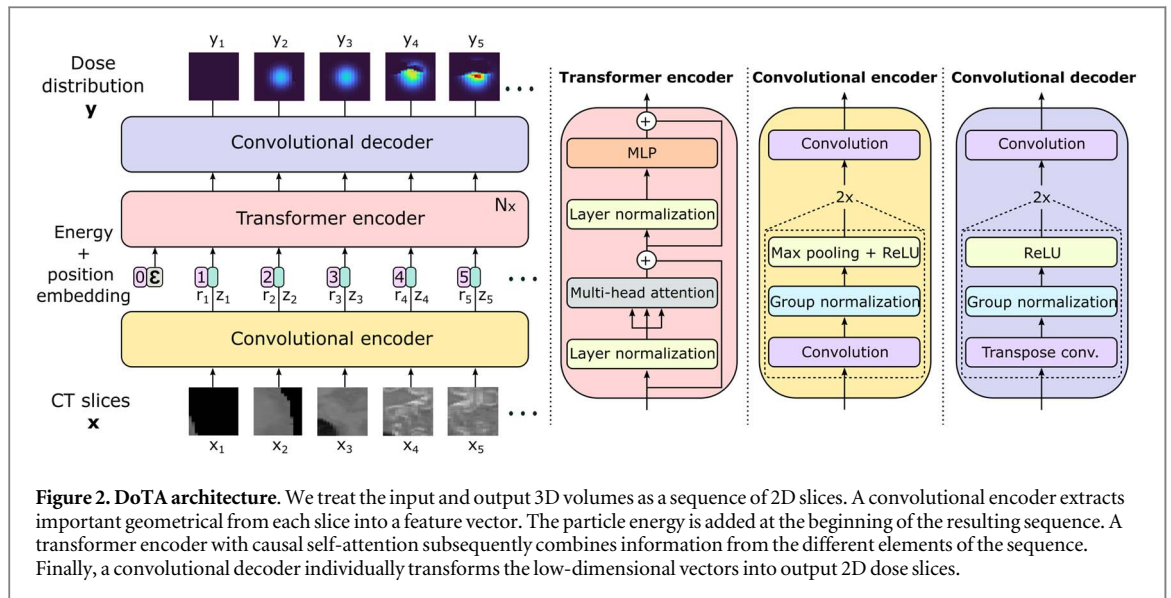 Dose
distribution
y
y1 y2 y3 y4 y5 ...
Convolutional decoder
Transformer encoder Nx
Energy
+
position
embedding
0 ε 1 2 3 4 5 ...
r1 z1 r2 z2 r3 z3 r4 z4 r5 z5
Convolutional encoder
CT slices
x
...
x1 x2 x3 x4 x5
Transformer encoder
+
MLP
Layer normalization
+
Multi-head attention
Layer normalization
Convolutional encoder
Convolution
2x
Max pooling + ReLU
Group normalization
Convolution
Convolutional decoder
Convolution
2x
ReLU
Group normalization
Transpose conv.
Figure 2. DoTA architecture. We treat the input and output 3D volumes as a sequence of 2D slices. A convolutional encoder extracts
important geometrical from each slice into a feature vector. The particle energy is added at the beginning of the resulting sequence. A
transformer encoder with causal self-attention subsequently combines information from the different elements of the sequence.
Finally, a convolutional decoder individually transforms the low-dimensional vectors into output 2D dose slices.